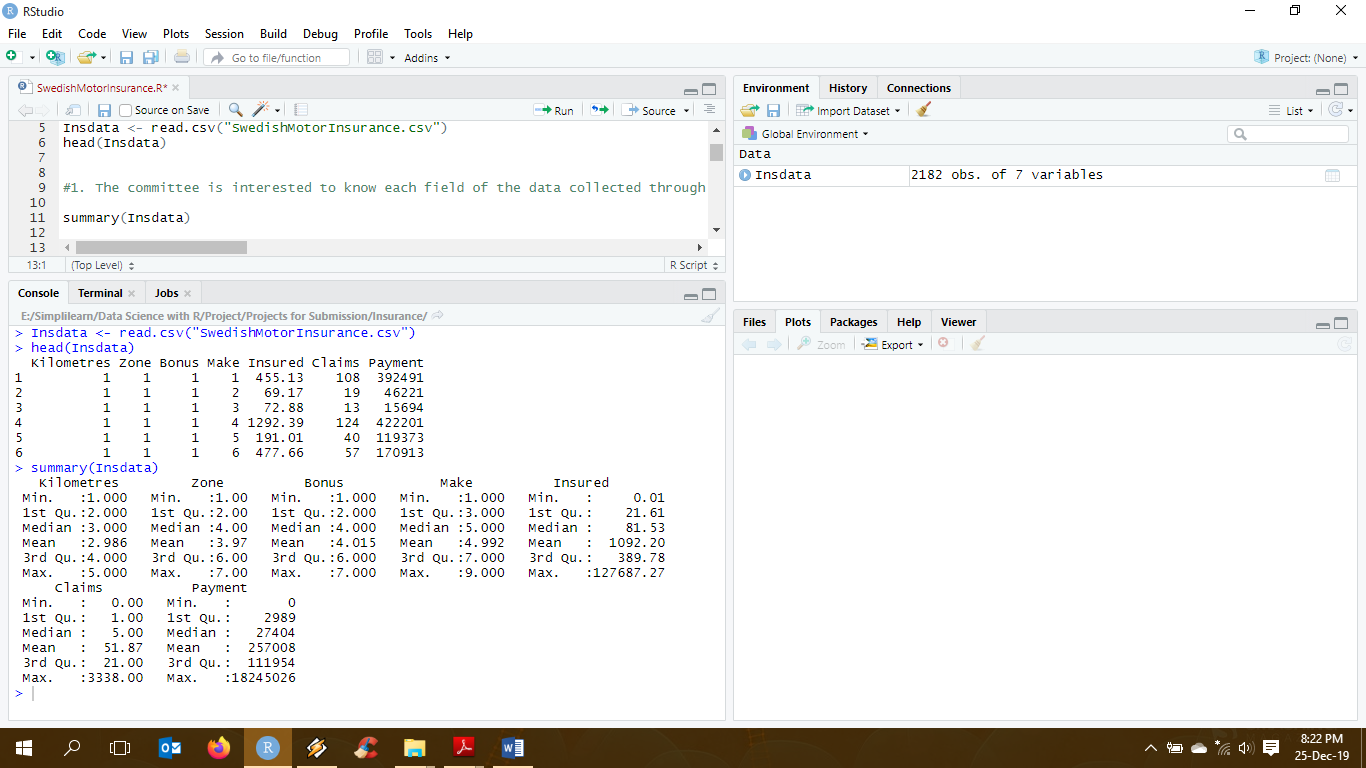 RStudio
File Edit Code View Plots Session Build Debug Profile Tools Help
Go to file/function Addins Project: (None)
SwedishMotorInsurance.R*
Source on Save Run Source
5 Insdata <- read.csv("SwedishMotorInsurance.csv")
6 head(Insdata)
7
8
9 #1. The committee is interested to know each field of the data collected through
10
11 summary(Insdata)
12
13
13:1 (Top Level) R Script
Console Terminal Jobs
E:/Simplilearn/Data Science with R/Project/Projects for Submission/Insurance/
> Insdata <- read.csv("SwedishMotorInsurance.csv")
> head(Insdata)
Kilometres Zone Bonus Make Insured Claims Payment
1 1 1 1 1 455.13 108 392491
2 1 1 1 2 69.17 19 46221
3 1 1 1 3 72.88 13 15694
4 1 1 1 4 1292.39 124 422201
5 1 1 1 5 191.01 40 119373
6 1 1 1 6 477.66 57 170913
> summary(Insdata)
Kilometres Zone Bonus Make Insured
Min. :1.000 Min. :1.00 Min. :1.000 Min. :1.000 Min. : 0.01
1st Qu.:2.000 1st Qu.:2.00 1st Qu.:2.000 1st Qu.:3.000 1st Qu.: 21.61
Median :3.000 Median :4.00 Median :4.000 Median :5.000 Median : 81.53
Mean :2.986 Mean :3.97 Mean :4.015 Mean :4.992 Mean : 1092.20
3rd Qu.:4.000 3rd Qu.:6.00 3rd Qu.:6.000 3rd Qu.:7.000 3rd Qu.: 389.78
Max. :5.000 Max. :7.00 Max. :7.000 Max. :9.000 Max. :127687.27
Claims Payment
Min. : 0.00 Min. : 0
1st Qu.: 1.00 1st Qu.: 2989
Median : 5.00 Median : 27404
Mean : 51.87 Mean : 257008
3rd Qu.: 21.00 3rd Qu.: 111954
Max. :3338.00 Max. :18245026
>
Environment History Connections
Import Dataset List
Global Environment
Data
Insdata 2182 obs. of 7 variables
Files Plots Packages Help Viewer
Zoom Export
8:22 PM
25-Dec-19